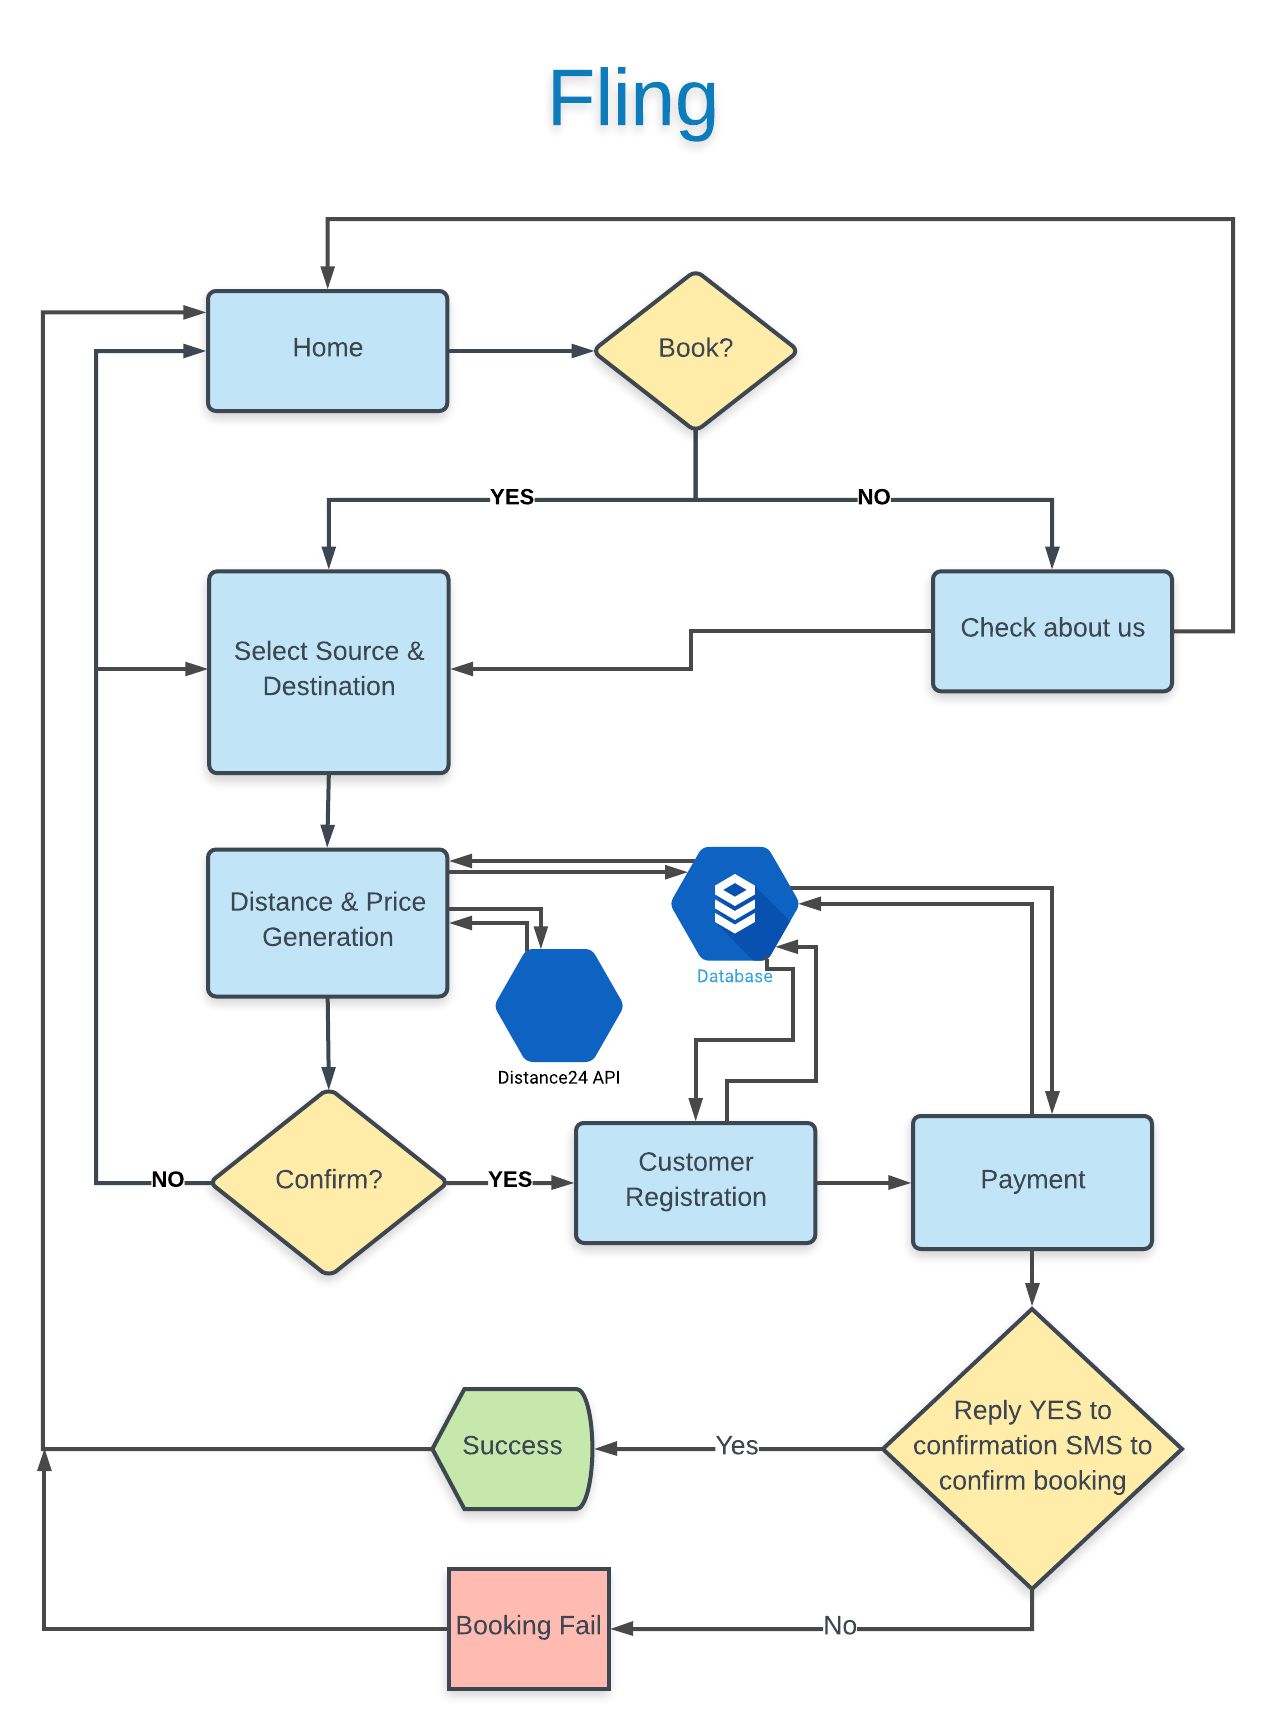 Fling
Home
Book?
YES
NO
Select Source &
Destination
Check about us
Distance & Price
Generation
Database
Distance24 API
Confirm?
NO
YES
Customer
Registration
Payment
Reply YES to
confirmation SMS to
confirm booking
Yes
Success
No
Booking Fail